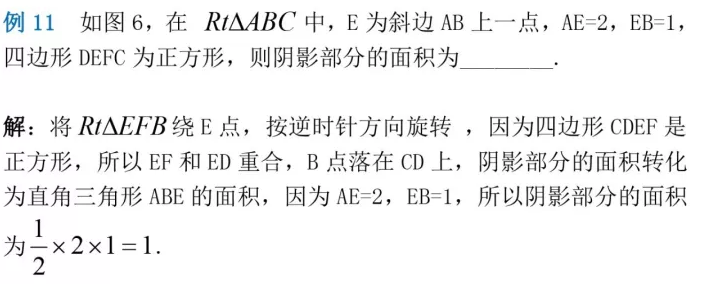 例 11 如图 6，在 Rt∆ABC 中，E 为斜边 AB 上一点，AE=2，EB=1，
四边形 DEFC 为正方形，则阴影部分的面积为________.
解：将 Rt∆EFB 绕 E 点，按逆时针方向旋转 ，因为四边形 CDEF 是
正方形，所以 EF 和 ED 重合，B 点落在 CD 上，阴影部分的面积转化
为直角三角形 ABE 的面积，因为 AE=2，EB=1，所以阴影部分的面积
为 1/2 × 2 × 1 = 1.